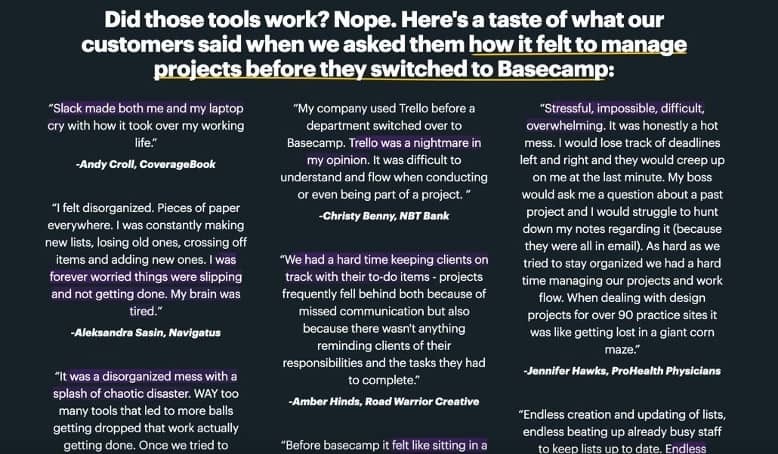 Did those tools work? Nope. Here's a taste of what our
customers said when we asked them how it felt to manage
projects before they switched to Basecamp:
“Slack made both me and my laptop
cry with how it took over my working
life.”
-Andy Croll, CoverageBook
“I felt disorganized. Pieces of paper
everywhere. I was constantly making
new lists, losing old ones, crossing off
items and adding new ones. I was
forever worried things were slipping
and not getting done. My brain was
tired.”
-Aleksandra Sasin, Navigatus
“It was a disorganized mess with a
splash of chaotic disaster. WAY too
many tools that led to more balls
getting dropped that work actually
getting done. Once we tried to
“My company used Trello before a
department switched over to
Basecamp. Trello was a nightmare in
my opinion. It was difficult to
understand and flow when conducting
or even being part of a project. ”
-Christy Benny, NBT Bank
“We had a hard time keeping clients on
track with their to-do items - projects
frequently fell behind both because of
missed communication but also
because there wasn't anything
reminding clients of their
responsibilities and the tasks they had
to complete.”
-Amber Hinds, Road Warrior Creative
“Before basecamp it felt like sitting in a
“Stressful, impossible, difficult,
overwhelming. It was honestly a hot
mess. I would lose track of deadlines
left and right and they would creep up
on me at the last minute. My boss
would ask me a question about a past
project and I would struggle to hunt
down my notes regarding it (because
they were all in email). As hard as we
tried to stay organized we had a hard
time managing our projects and work
flow. When dealing with design
projects for over 90 practice sites it
was like getting lost in a giant corn
maze.”
-Jennifer Hawks, ProHealth Physicians
“Endless creation and updating of lists,
endless beating up already busy staff
to keep lists up to date. Endless